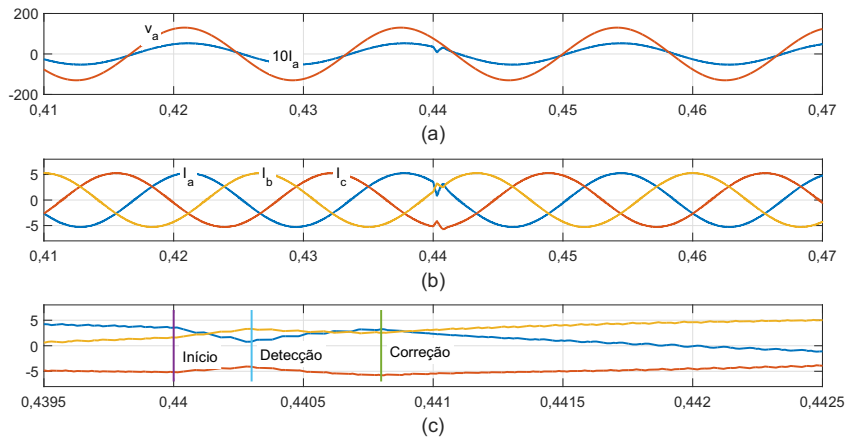 200
0
-200
v_a
10I_a
0,41 0,42 0,43 0,44 0,45 0,46 0,47
(a)
5
0
-5
I_a I_b I_c
0,41 0,42 0,43 0,44 0,45 0,46 0,47
(b)
5
0
-5
Início Detecção Correção
0,4395 0,44 0,4405 0,441 0,4415 0,442 0,4425
(c)